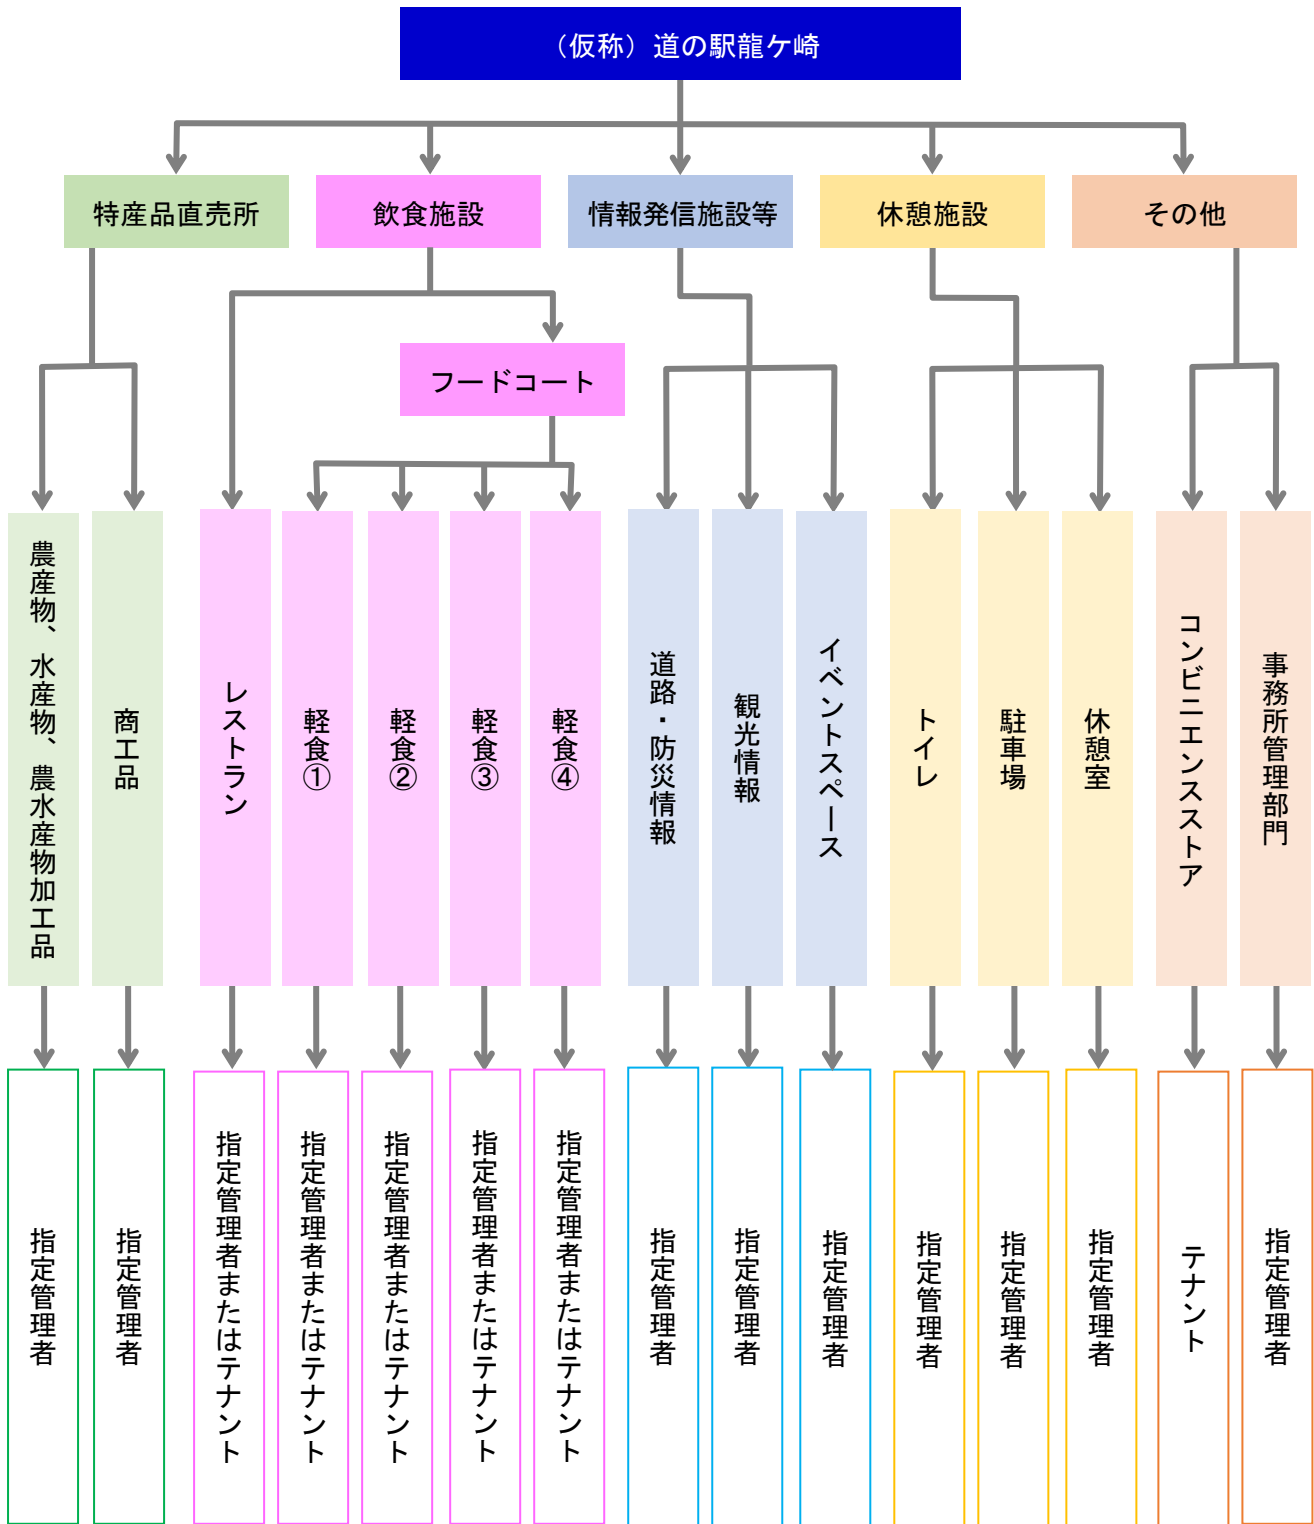 （仮称）道の駅龍ケ崎
特産品直売所
飲食施設
情報発信施設等
休憩施設
その他
フードコート
農産物、水産物、農水産物加工品
商工品
レストラン
軽食①
軽食②
軽食③
軽食④
道路・防災情報
観光情報
イベントスペース
トイレ
駐車場
休憩室
コンビニエンスストア
事務所管理部門
指定管理者
指定管理者
指定管理者またはテナント
指定管理者またはテナント
指定管理者またはテナント
指定管理者またはテナント
指定管理者またはテナント
指定管理者
指定管理者
指定管理者
指定管理者
指定管理者
指定管理者
テナント
指定管理者